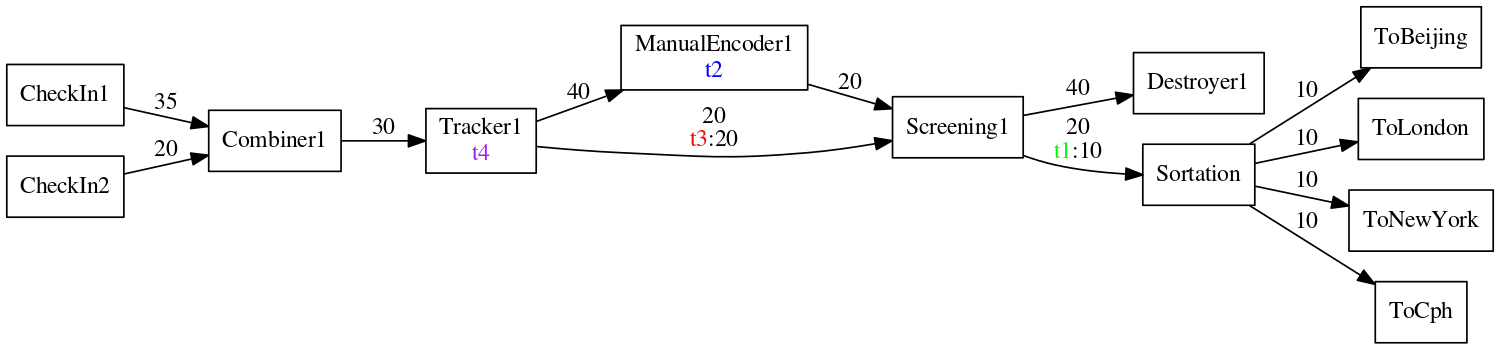 CheckIn1
CheckIn2
35
20
Combiner1
30
Tracker1
t4
40
ManualEncoder1
t2
20
20
t3:20
Screening1
40
Destroyer1
20
t1:10
Sortation
10
10
10
10
ToBeijing
ToLondon
ToNewYork
ToCph